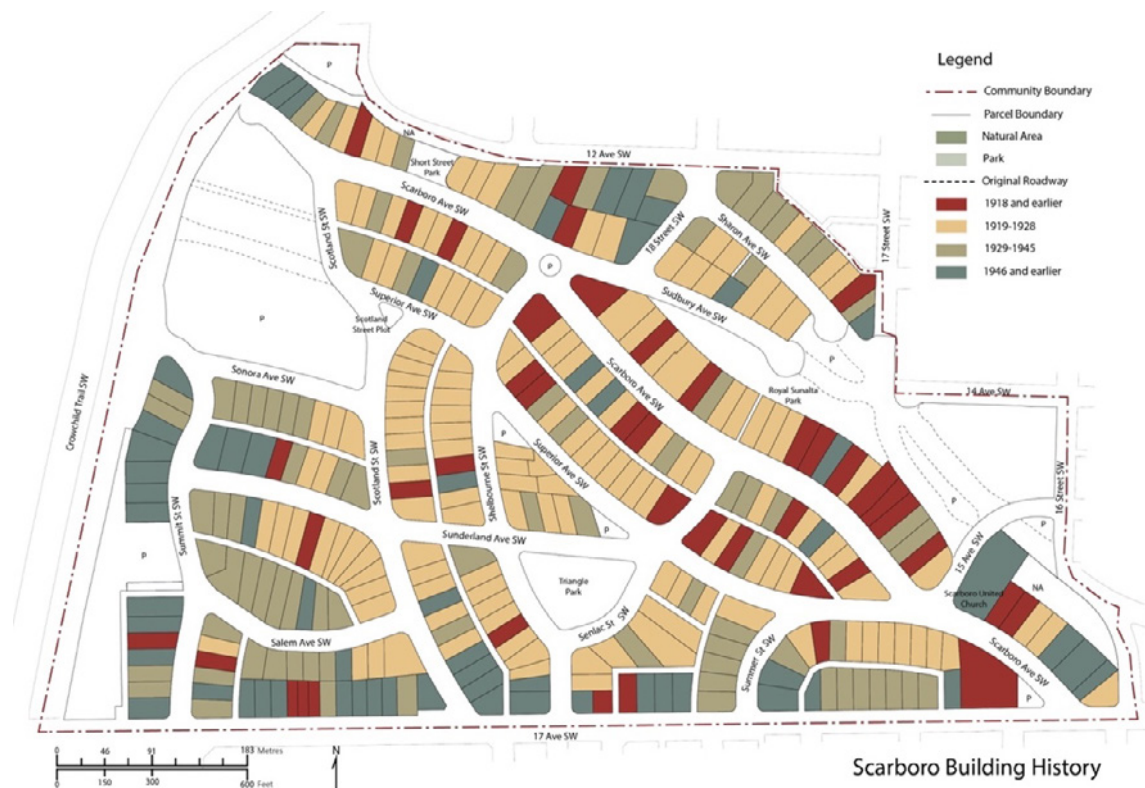 Legend
Community Boundary
Parcel Boundary
Natural Area
Park
Original Roadway
1918 and earlier
1919-1928
1929-1945
1946 and earlier
P
NA
12 Ave SW
Short Street
Park
Scarboro Ave SW
Scotland St SW
18 Street SW
Sharon Ave SW
17 Street SW
P
Sudbury Ave SW
Superior Ave SW
Scotland
Street Plot
P
P
Sonora Ave SW
Scarboro Ave SW
Royal Sunalta
Park
14 Ave SW
Crowchild Trail SW
Scotland St SW
P
Superior Ave SW
Shelbourne St SW
Summit St SW
16 Street SW
P
P
P
P
Sunderland Ave SW
15 Ave SW
Triangle
Park
NA
Scarboro United
Church
Senlac St SW
Salem Ave SW
Summer St SW
Scarboro Ave SW
P
17 Ave SW
0 46 91 183 Metres
0 150 300 600 Feet
N
Scarboro Building History